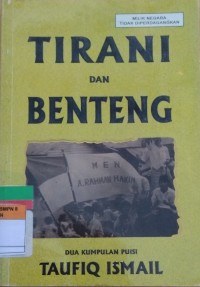 MILIK NEGARA
TIDAK DIPERDAGANGKAN
TIRANI
DAN
BENTENG
DUA KUMPULAN PUISI
TAUFIQ ISMAIL